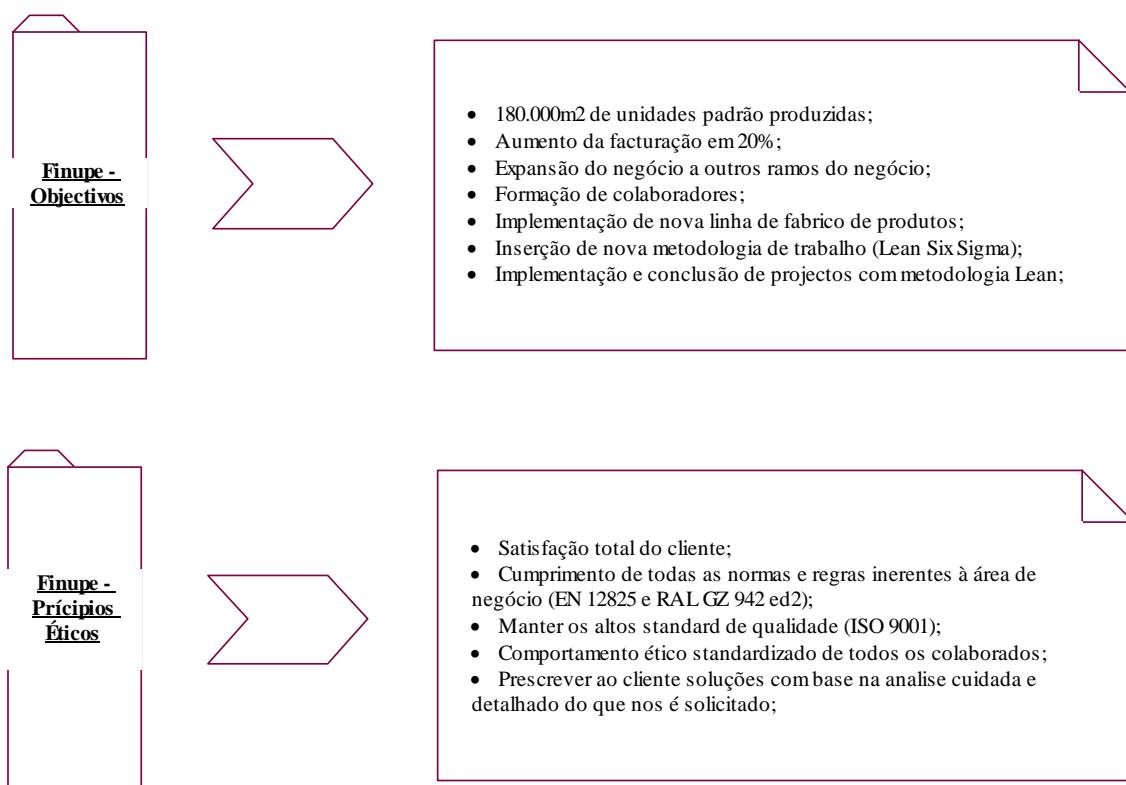 Finupe -
Objectivos
• 180.000m2 de unidades padrão produzidas;
• Aumento da facturação em 20%;
• Expansão do negócio a outros ramos do negócio;
• Formação de colaboradores;
• Implementação de nova linha de fabrico de produtos;
• Inserção de nova metodologia de trabalho (Lean Six Sigma);
• Implementação e conclusão de projectos com metodologia Lean;
Finupe -
Prícipios
Éticos
• Satisfação total do cliente;
• Cumprimento de todas as normas e regras inerentes à área de
negócio (EN 12825 e RAL GZ 942 ed2);
• Manter os altos standard de qualidade (ISO 9001);
• Comportamento ético standardizado de todos os colaborados;
• Prescrever ao cliente soluções com base na analise cuidada e
detalhado do que nos é solicitado;